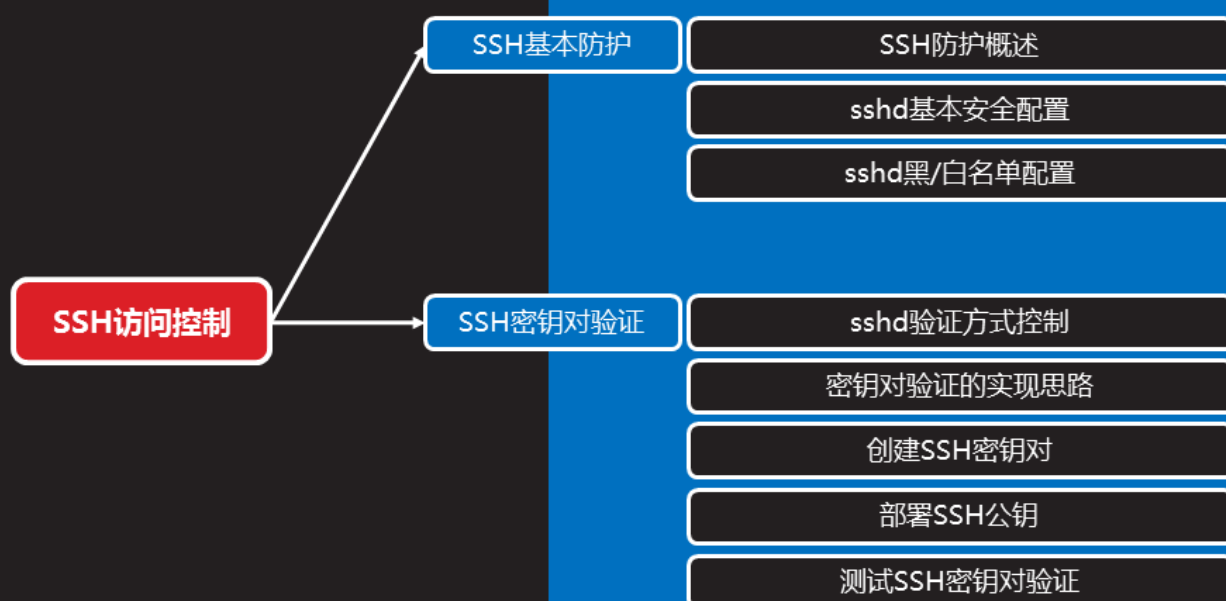 SSH基本防护
SSH防护概述
sshd基本安全配置
sshd黑/白名单配置
SSH访问控制
SSH密钥对验证
sshd验证方式控制
密钥对验证的实现思路
创建SSH密钥对
部署SSH公钥
测试SSH密钥对验证